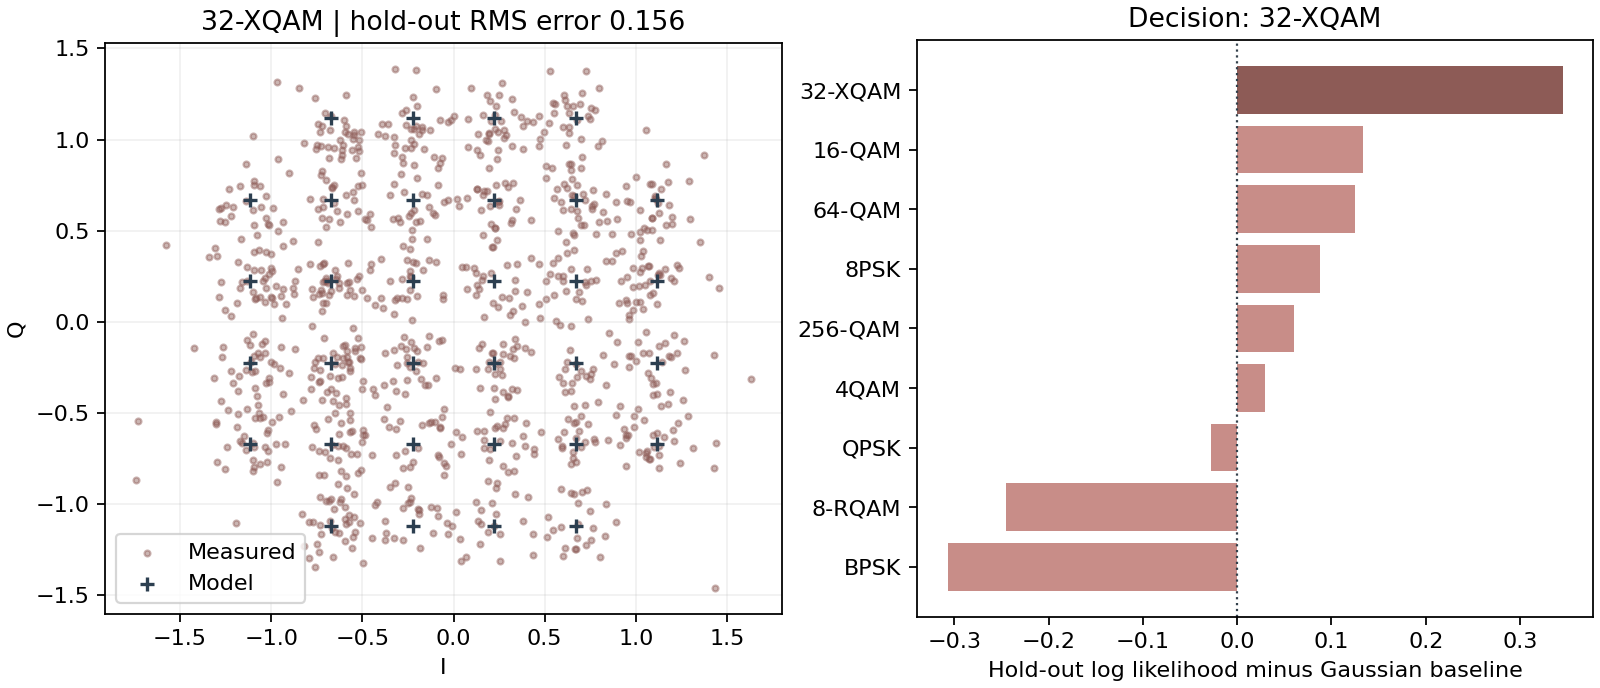 32-XQAM | hold-out RMS error 0.156
1.5
1.0
0.5
0.0
−0.5
−1.0
−1.5
Q
Measured
Model
−1.5
−1.0
−0.5
0.0
0.5
1.0
1.5
I
Decision: 32-XQAM
32-XQAM
16-QAM
64-QAM
8PSK
256-QAM
4QAM
QPSK
8-RQAM
BPSK
−0.3
−0.2
−0.1
0.0
0.1
0.2
0.3
Hold-out log likelihood minus Gaussian baseline